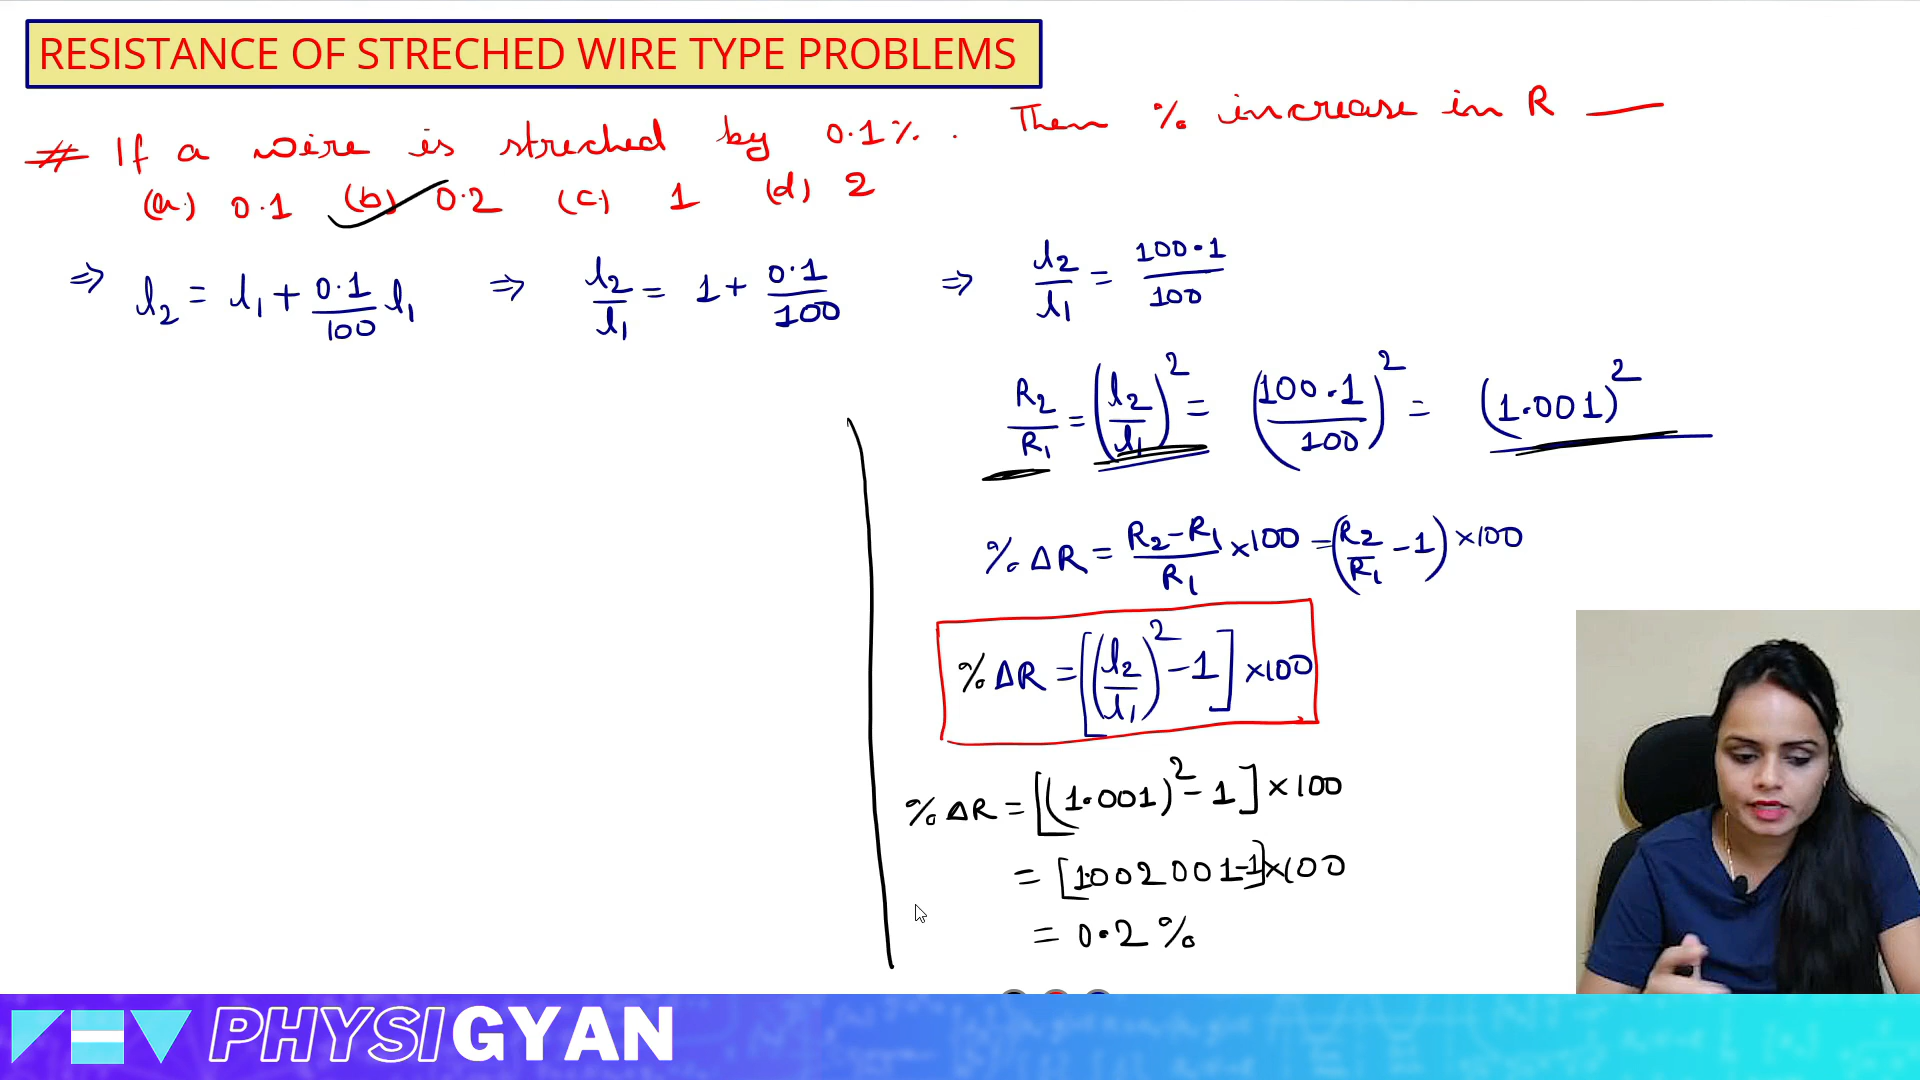 RESISTANCE OF STRECHED WIRE TYPE PROBLEMS
# If a wire is streched by 0.1%. Then % increase in R —
(a) 0.1 (b) 0.2 (c) 1 (d) 2
⇒ l₂ = l₁ + 0.1/100 l₁ ⇒ l₂/l₁ = 1 + 0.1/100 ⇒ l₂/l₁ = 100.1/100
R₂/R₁ = (l₂/l₁)² = (100.1/100)² = (1.001)²
% ΔR = R₂-R₁/R₁ ×100 = (R₂/R₁ - 1) ×100
% ΔR = [(l₂/l₁)² - 1] ×100
% ΔR = [(1.001)² - 1] ×100
= [1.002001-1]×100
= 0.2 %
PHYSIGYAN